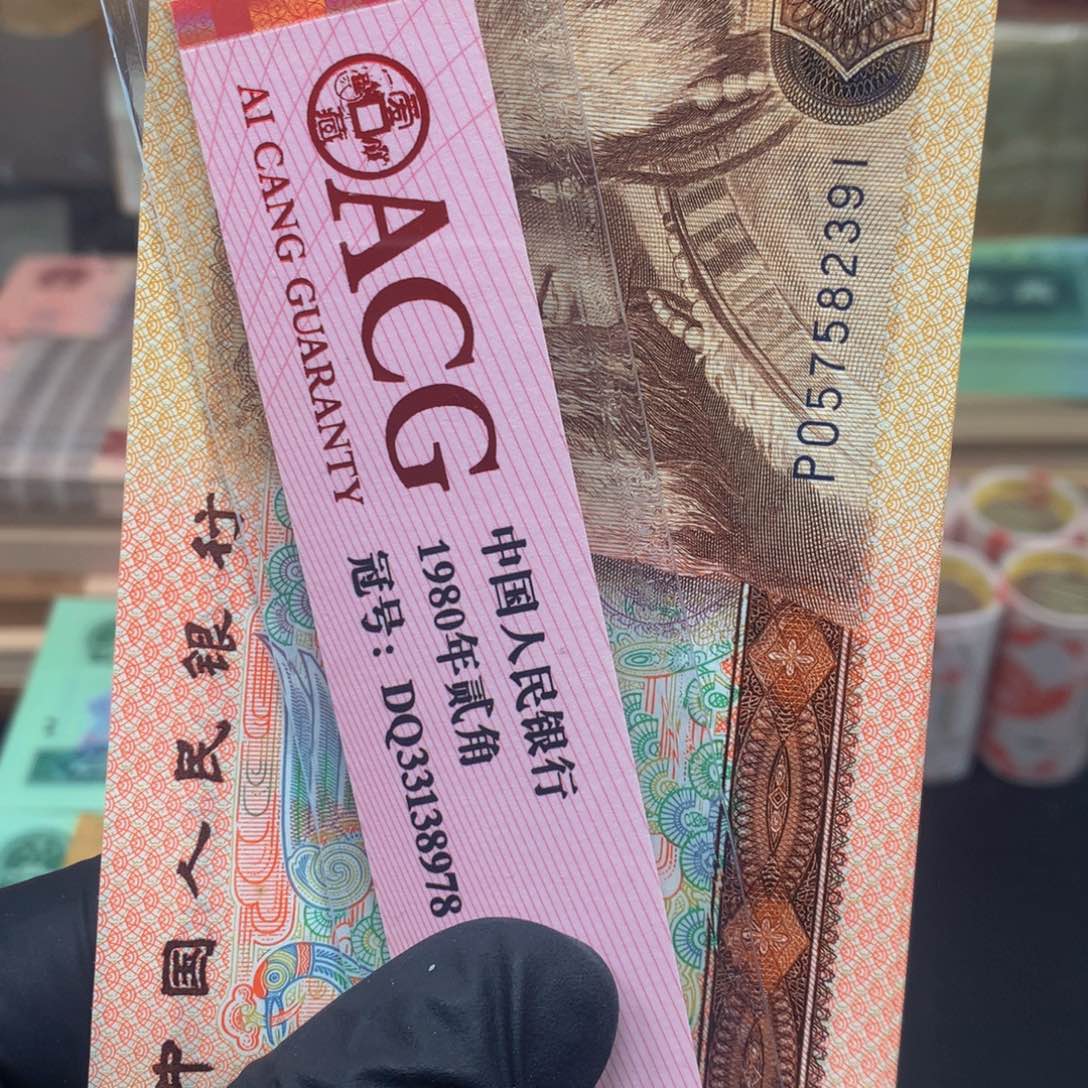 ACG
AI CANG GUARANTY
中国人民银行
1980年贰角
冠号：DQ33138978
P057582391
中国人民银行